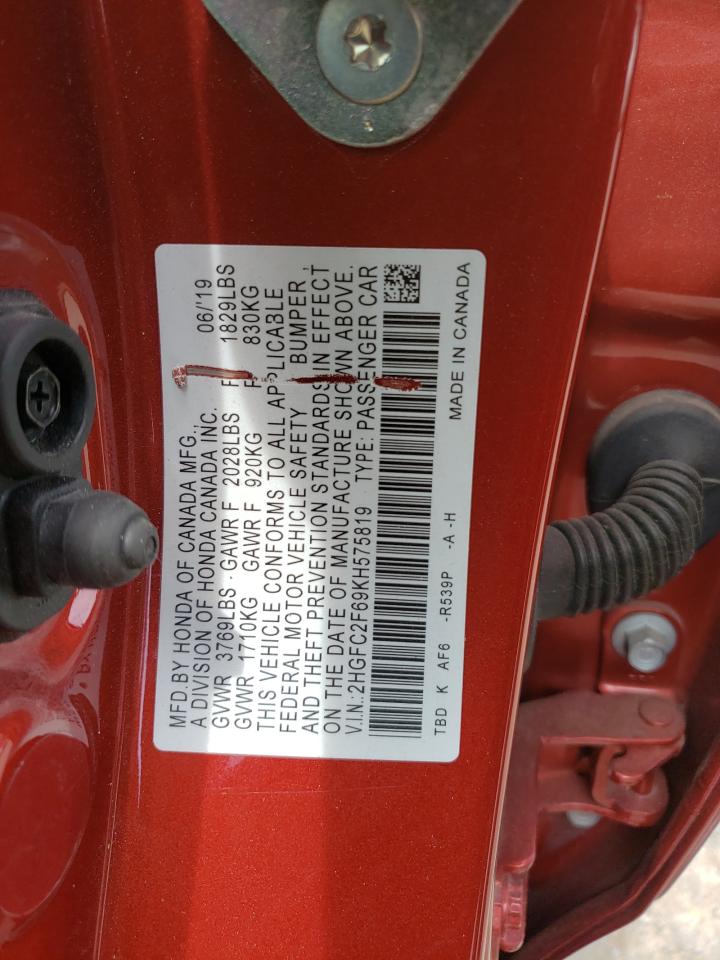 MFD.BY HONDA OF CANADA MFG., 06/'19
A DIVISION OF HONDA CANADA INC.
GVWR 3769LBS GAWR F 2028LBS R 1829LBS
GVWR 1710KG GAWR F 920KG R 830KG
THIS VEHICLE CONFORMS TO ALL APPLICABLE
FEDERAL MOTOR VEHICLE SAFETY, BUMPER,
AND THEFT PREVENTION STANDARDS IN EFFECT
ON THE DATE OF MANUFACTURE SHOWN ABOVE.
V.I.N.:2HGFC2F69KH575819 TYPE: PASSENGER CAR
TBD K AF6 -R539P -A -H MADE IN CANADA